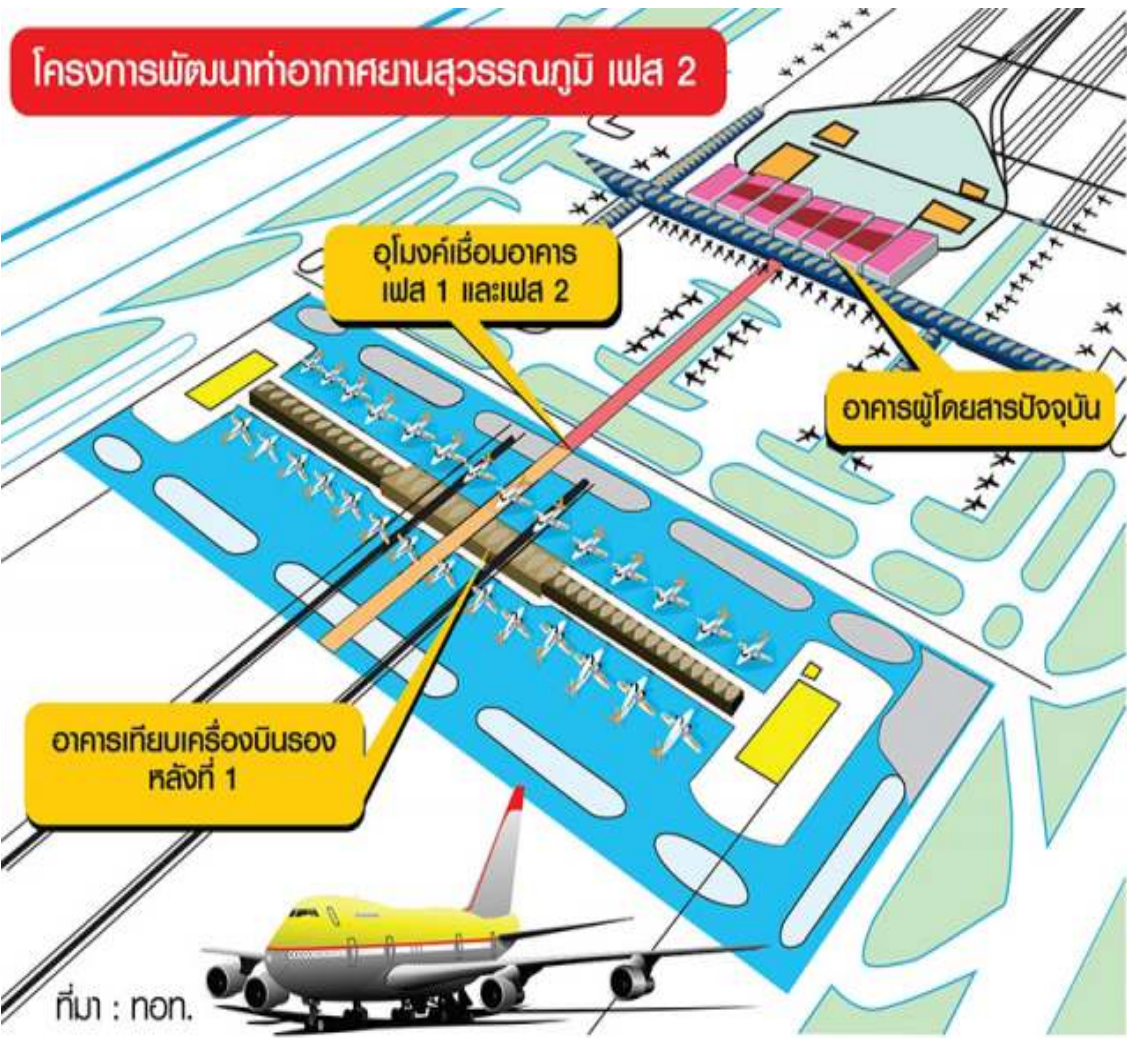 โครงการพัฒนาท่าอากาศยานสุวรรณภูมิ เฟส 2
อุโมงค์เชื่อมอาคาร
เฟส 1 และเฟส 2
อาคารผู้โดยสารปัจจุบัน
อาคารเทียบเครื่องบินรอง
หลังที่ 1
ที่มา : ทอท.